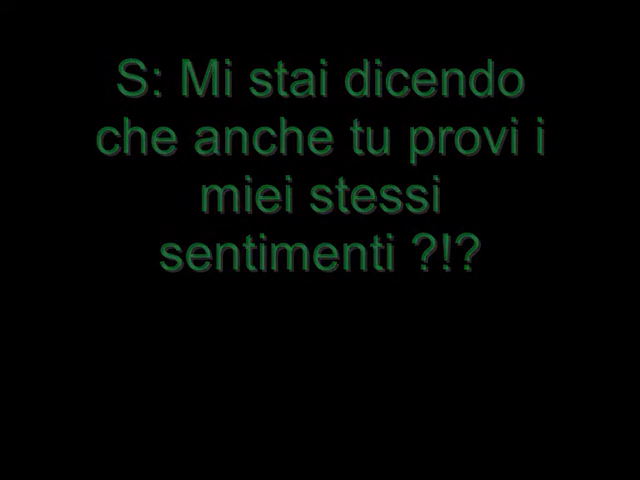 S: Mi stai dicendo
che anche tu provi i
miei stessi
sentimenti ?!?